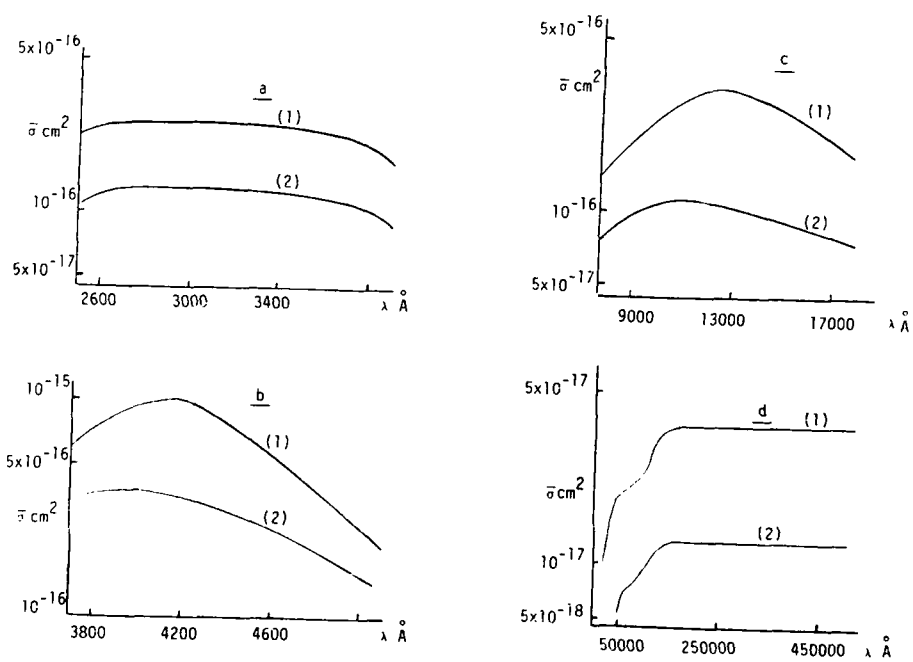 5x10⁻¹⁶
a
(1)
σ̅ cm²
(2)
10⁻¹⁶
5x10⁻¹⁷
2600 3000 3400 λ Å
5x10⁻¹⁶
c
σ̅ cm²
(1)
10⁻¹⁶
(2)
5x10⁻¹⁷
9000 13000 17000 λ Å
10⁻¹⁵
b
(1)
5x10⁻¹⁶
σ̅ cm²
(2)
10⁻¹⁶
3800 4200 4600 λ Å
5x10⁻¹⁷
d (1)
σ̅ cm²
(2)
10⁻¹⁷
5x10⁻¹⁸
50000 250000 450000 λ Å